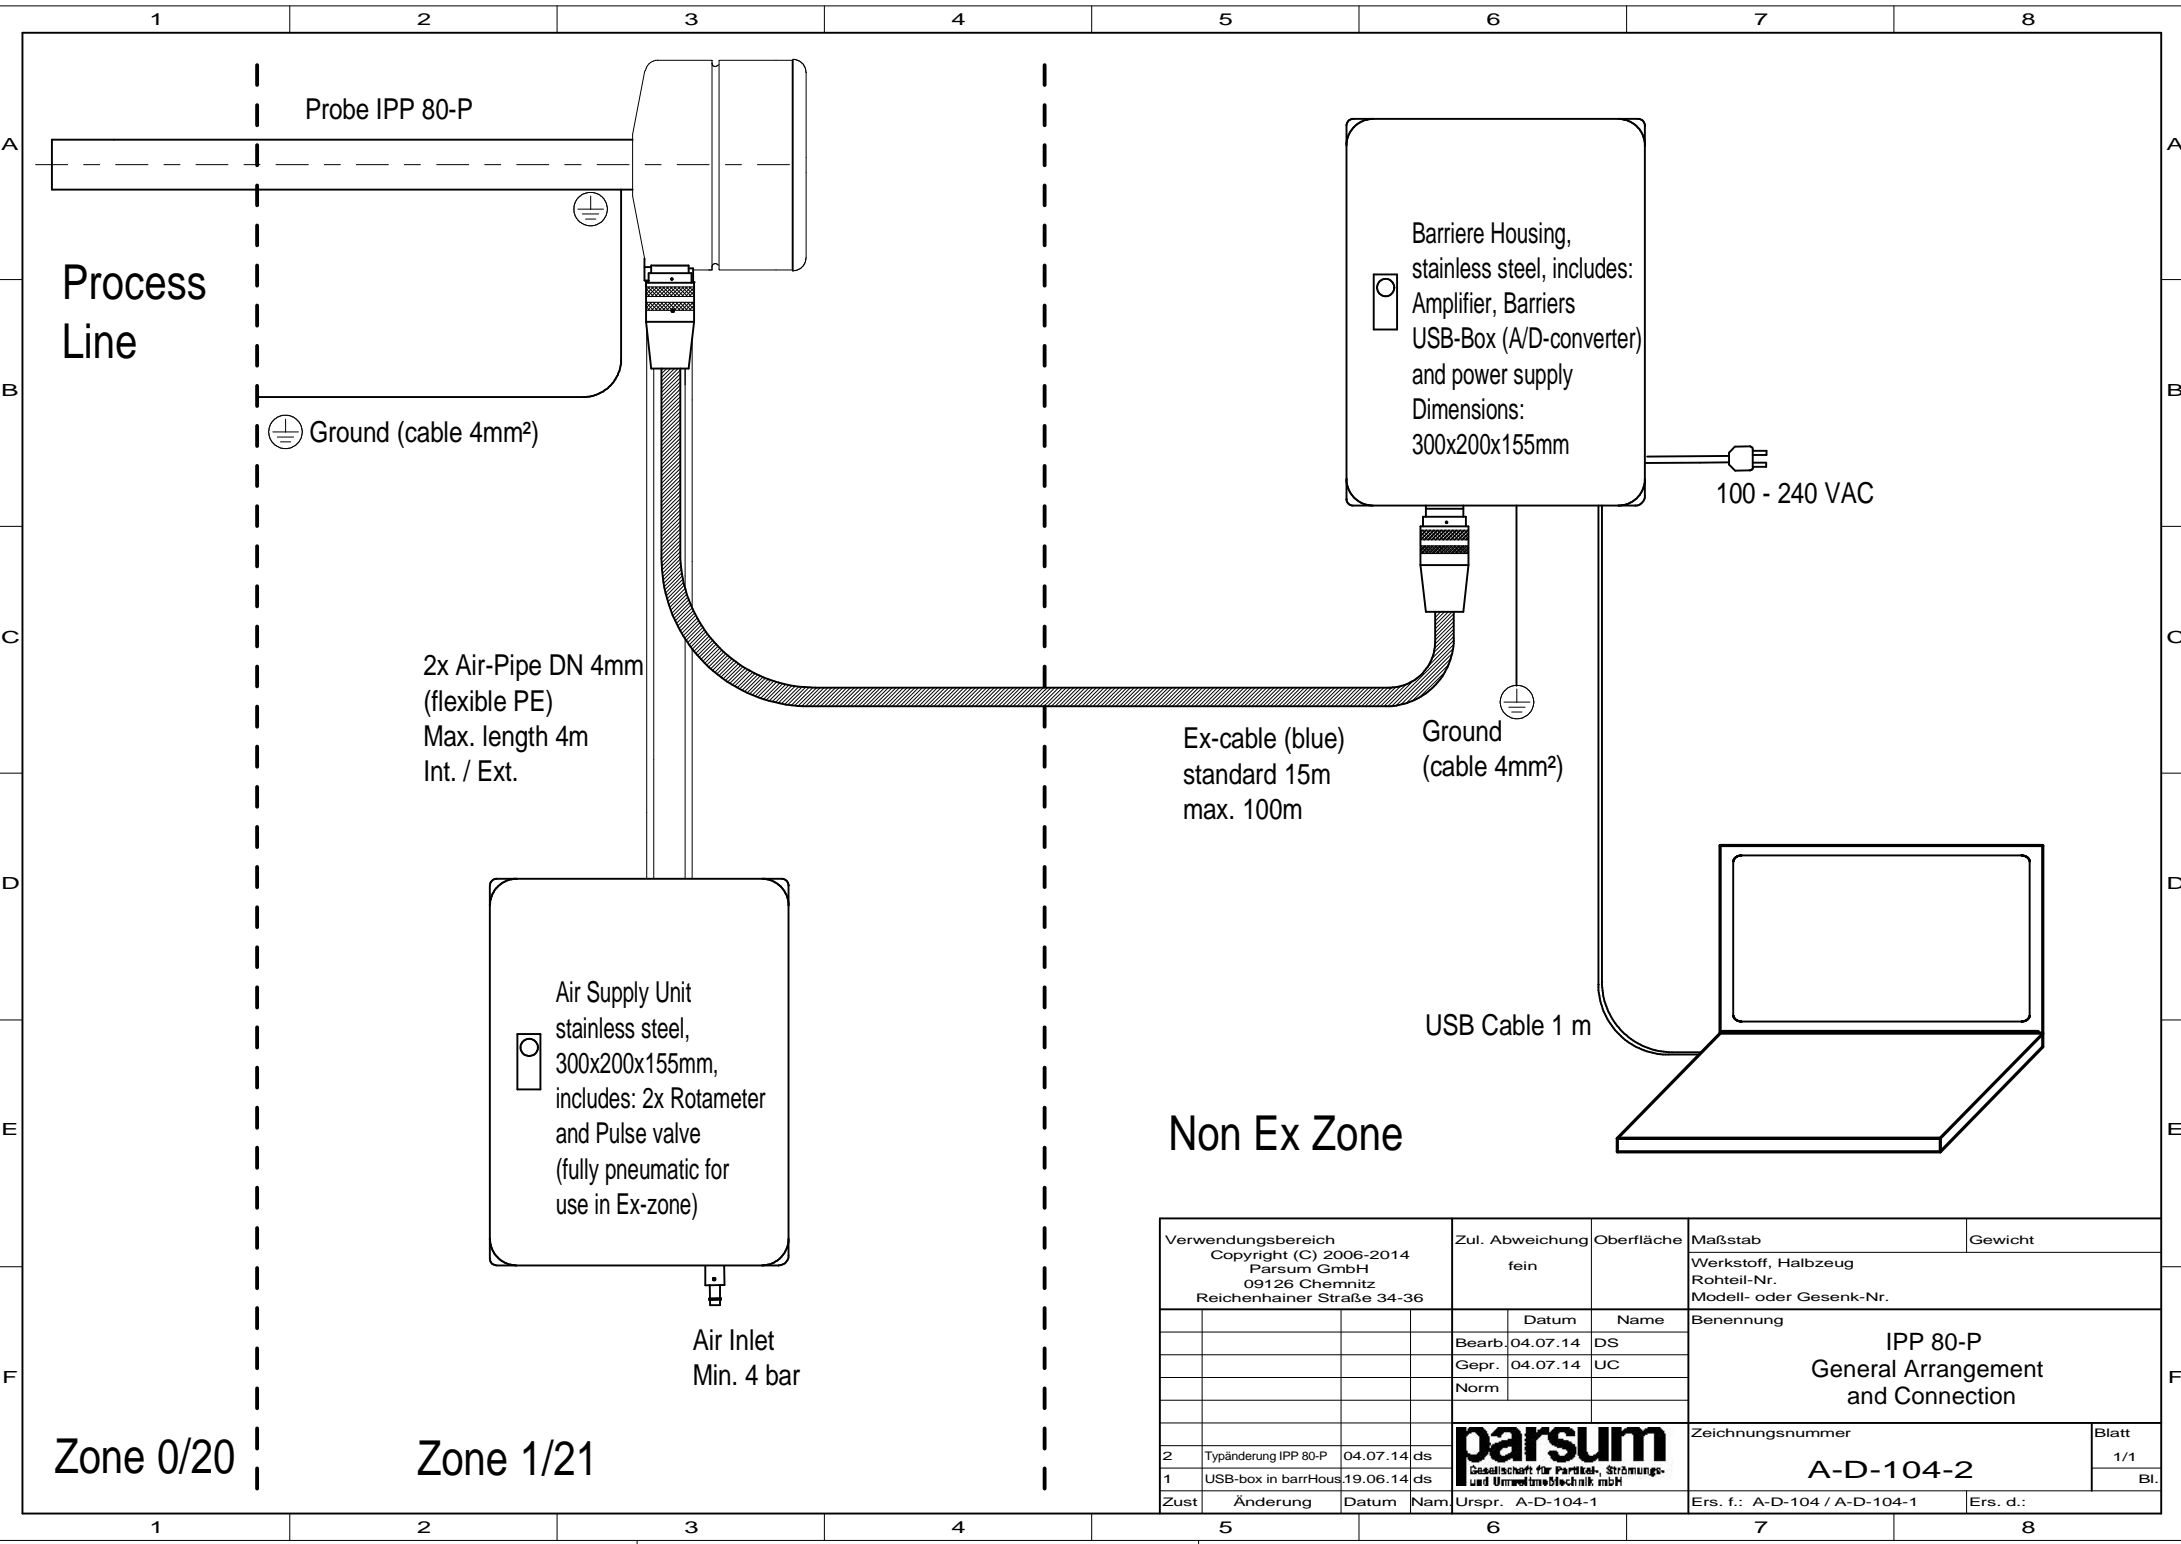 1 2 3 4 5 6 7 8
A A
B B
C C
D D
E E
F F
Probe IPP 80-P
Process
Line
Ground (cable 4mm²)
2x Air-Pipe DN 4mm
(flexible PE)
Max. length 4m
Int. / Ext.
Air Supply Unit
stainless steel,
300x200x155mm,
includes: 2x Rotameter
and Pulse valve
(fully pneumatic for
use in Ex-zone)
Air Inlet
Min. 4 bar
Zone 0/20
Zone 1/21
Barriere Housing,
stainless steel, includes:
Amplifier, Barriers
USB-Box (A/D-converter)
and power supply
Dimensions:
300x200x155mm
100 - 240 VAC
Ex-cable (blue)
standard 15m
max. 100m
Ground
(cable 4mm²)
USB Cable 1 m
Non Ex Zone
Verwendungsbereich
Copyright (C) 2006-2014
Parsum GmbH
09126 Chemnitz
Reichenhainer Straße 34-36
Zul. Abweichung
fein
Oberfläche
Maßstab
Gewicht
Werkstoff, Halbzeug
Rohteil-Nr.
Modell- oder Gesenk-Nr.
Datum Name
Bearb. 04.07.14 DS
Gepr. 04.07.14 UC
Norm
Benennung
IPP 80-P
General Arrangement
and Connection
2 Typänderung IPP 80-P 04.07.14 ds
1 USB-box in barrHous. 19.06.14 ds
Zust Änderung Datum Nam.
parsum
Gesellschaft für Partikel-, Strömungs-
und Umweltmeßtechnik mbH
Urspr. A-D-104-1
Zeichnungsnummer
A-D-104-2
Blatt
1/1
Bl.
Ers. f.: A-D-104 / A-D-104-1
Ers. d.:
1 2 3 4 5 6 7 8